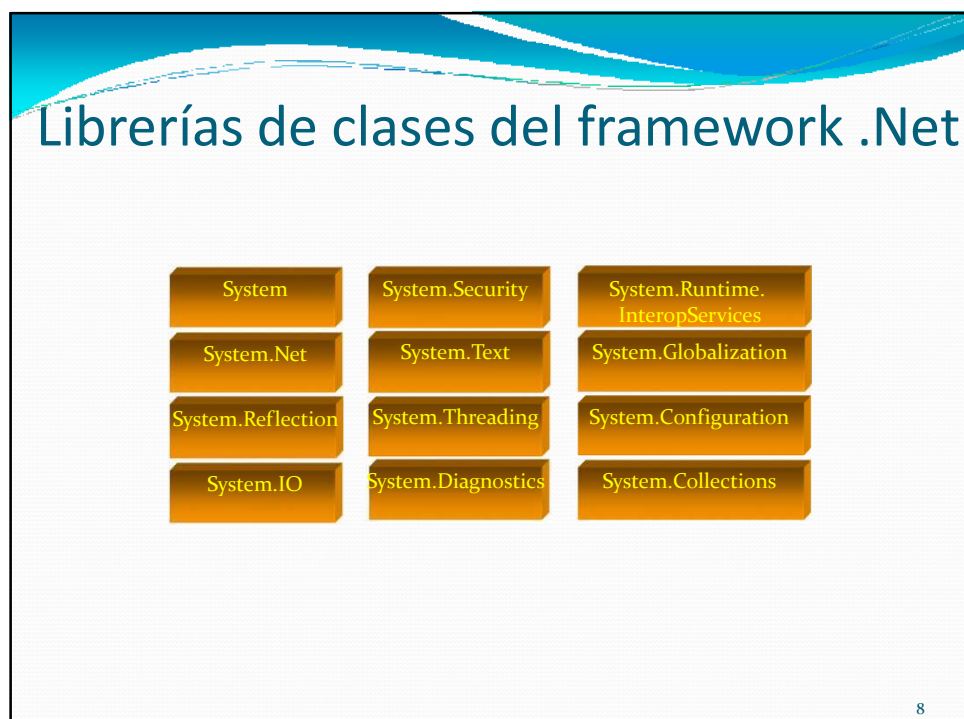 Librerías de clases del framework .Net
System
System.Security
System.Runtime.
InteropServices
System.Net
System.Text
System.Globalization
System.Reflection
System.Threading
System.Configuration
System.IO
System.Diagnostics
System.Collections
8